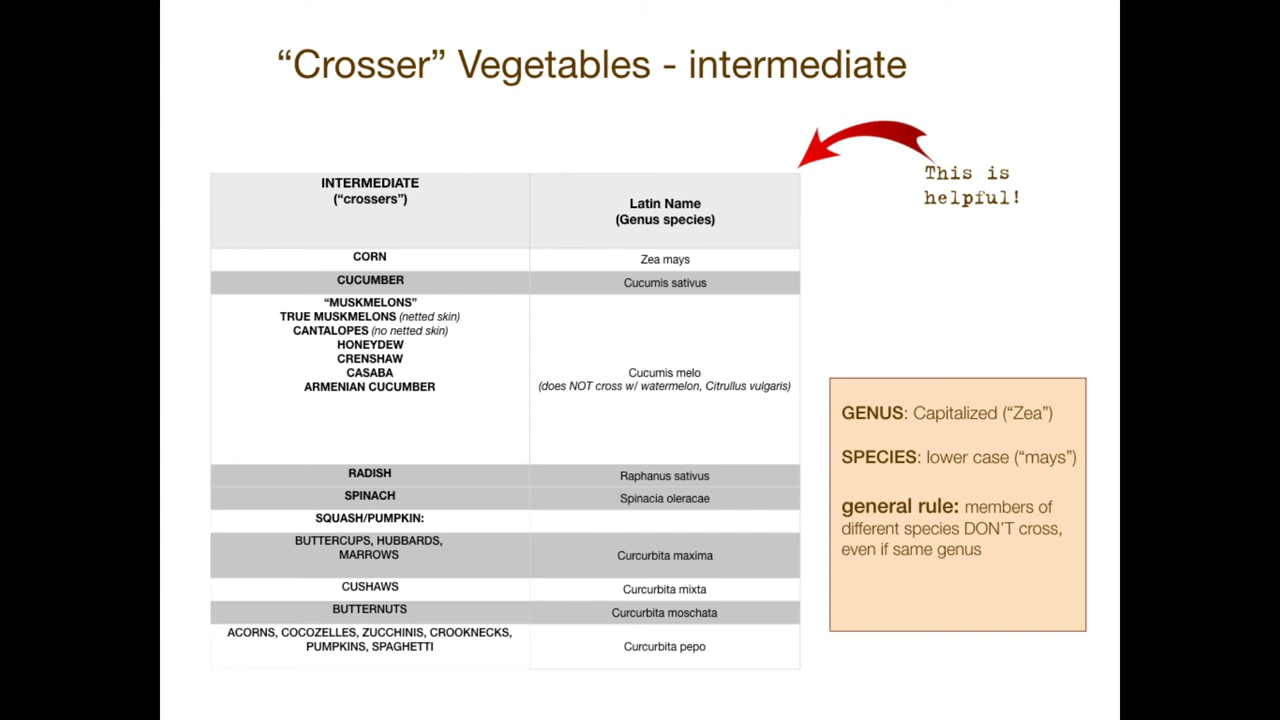 “Crosser” Vegetables - intermediate
This is
helpful!
INTERMEDIATE
(“crossers”)
Latin Name
(Genus species)
CORN
Zea mays
CUCUMBER
Cucumis sativus
“MUSKMELONS”
TRUE MUSKMELONS (netted skin)
CANTALOPES (no netted skin)
HONEYDEW
CRENSHAW
CASABA
ARMENIAN CUCUMBER
Cucumis melo
(does NOT cross w/ watermelon, Citrullus vulgaris)
RADISH
Raphanus sativus
SPINACH
Spinacia oleracae
SQUASH/PUMPKIN:
BUTTERCUPS, HUBBARDS,
MARROWS
Curcurbita maxima
CUSHAWS
Curcurbita mixta
BUTTERNUTS
Curcurbita moschata
ACORNS, COCOZELLES, ZUCCHINIS, CROOKNECKS,
PUMPKINS, SPAGHETTI
Curcurbita pepo
GENUS: Capitalized (“Zea”)
SPECIES: lower case (“mays”)
general rule: members of
different species DON’T cross,
even if same genus